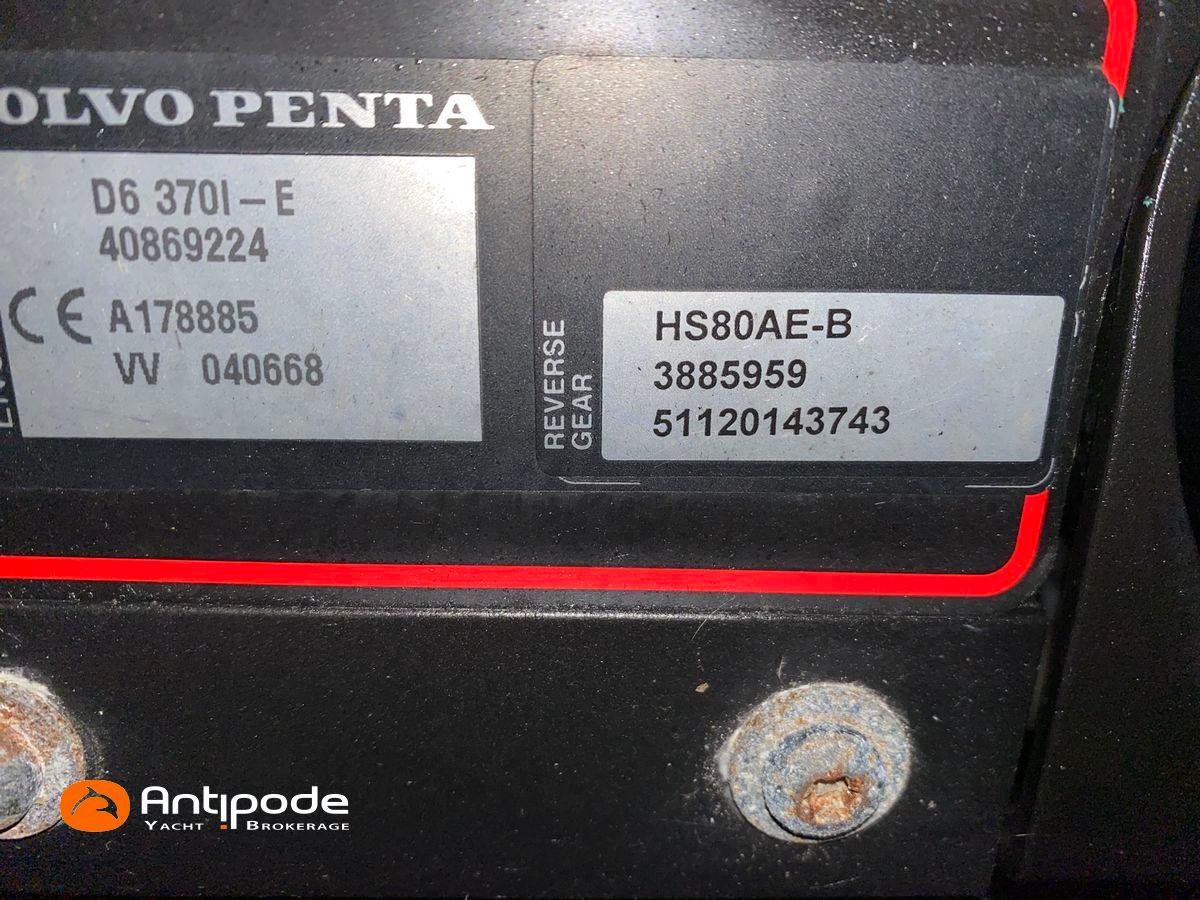 OLVO PENTA
D6 370I-E
40869224
CE A178885
VV 040668
REVERSE
GEAR
HS80AE-B
3885959
51120143743
Antipode
YACHT BROKERAGE